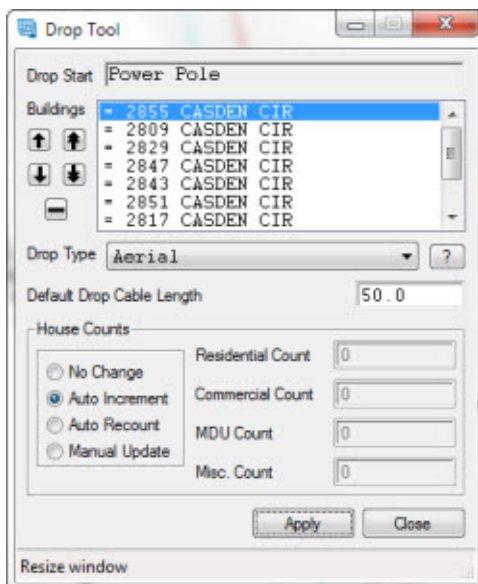 Drop Tool
Drop Start Power Pole
Buildings
= 2855 CASDEN CIR
= 2809 CASDEN CIR
= 2829 CASDEN CIR
= 2847 CASDEN CIR
= 2843 CASDEN CIR
= 2851 CASDEN CIR
= 2817 CASDEN CIR
Drop Type Aerial ?
Default Drop Cable Length 50.0
House Counts
No Change
Auto Increment
Auto Recount
Manual Update
Residential Count 0
Commercial Count 0
MDU Count 0
Misc. Count 0
Apply Close
Resize window